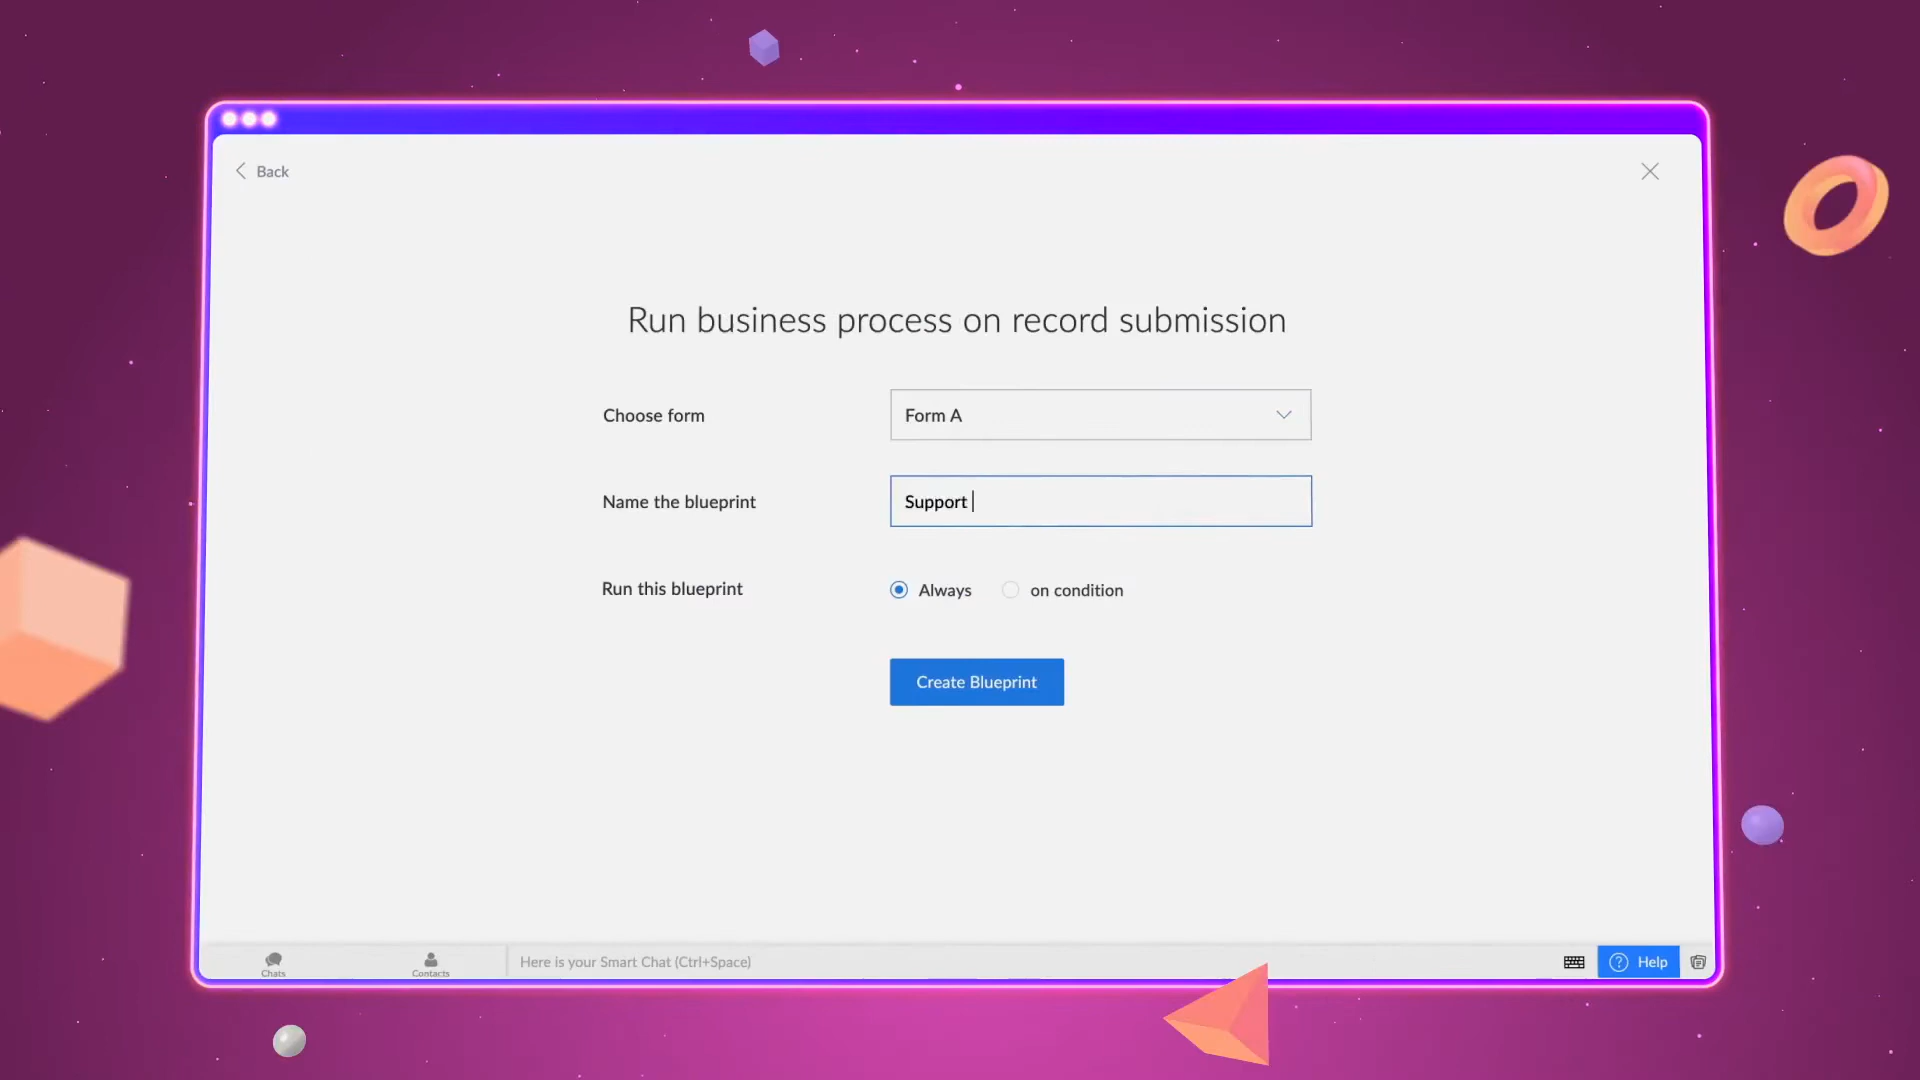 Back
Run business process on record submission
Choose form
Form A
Name the blueprint
Support
Run this blueprint
Always
on condition
Create Blueprint
Chats
Contacts
Here is your Smart Chat (Ctrl+Space)
Help